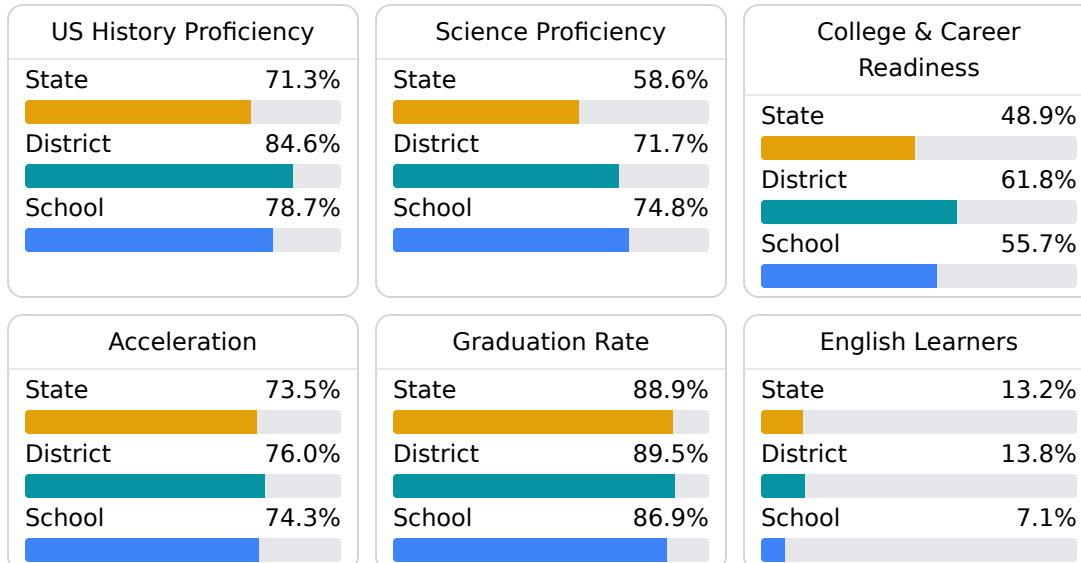 US History Proficiency
State 71.3%
District 84.6%
School 78.7%
Science Proficiency
State 58.6%
District 71.7%
School 74.8%
College & Career
Readiness
State 48.9%
District 61.8%
School 55.7%
Acceleration
State 73.5%
District 76.0%
School 74.3%
Graduation Rate
State 88.9%
District 89.5%
School 86.9%
English Learners
State 13.2%
District 13.8%
School 7.1%